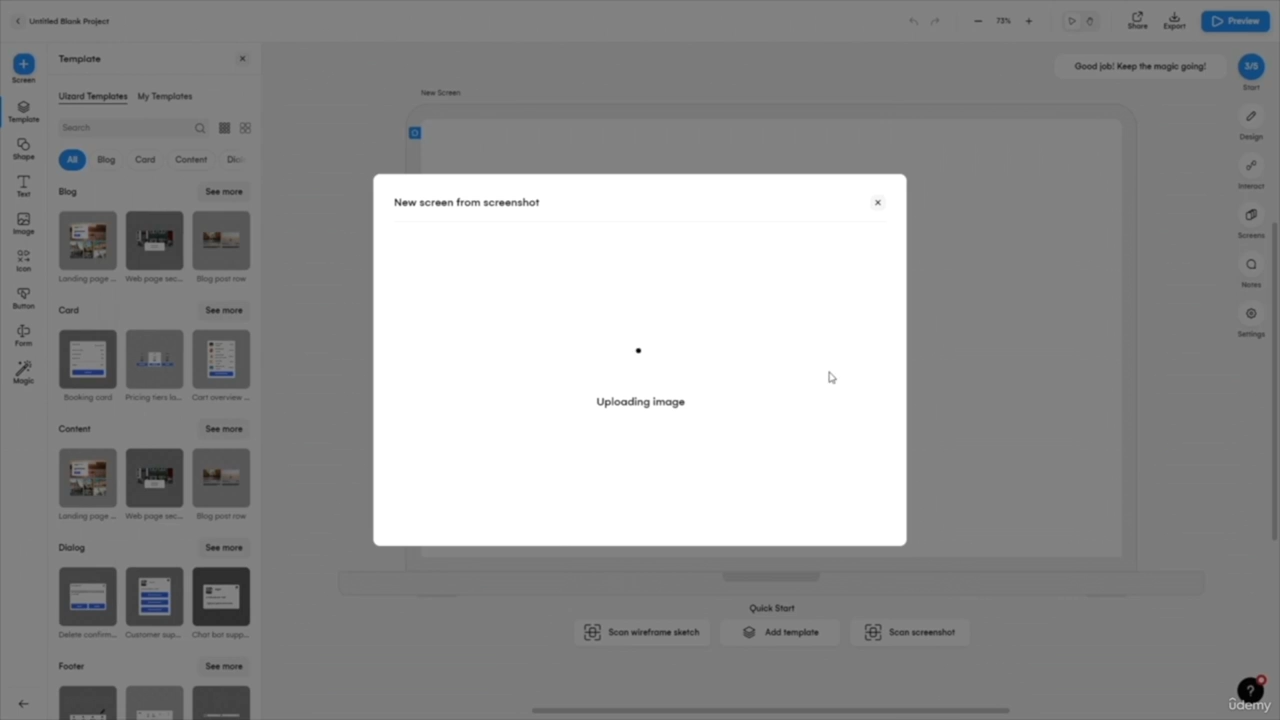 Untitled Blank Project
73%
Share
Export
Preview
Screen
Template
Shape
Text
Image
Icon
Button
Form
Magic
Template
Uizard Templates
My Templates
Search
All
Blog
Card
Content
Blog
See more
Landing page ...
Web page sec...
Blog post row
Card
See more
Booking card
Pricing tiers la...
Cart overview ...
Content
See more
Landing page ...
Web page sec...
Blog post row
Dialog
See more
Delete confirm...
Customer sup...
Chat bot supp...
Footer
See more
New Screen
New screen from screenshot
Uploading image
Quick Start
Scan wireframe sketch
Add template
Scan screenshot
Good job! Keep the magic going!
3/5
Start
Design
Interact
Screens
Notes
Settings
?
ûdemy